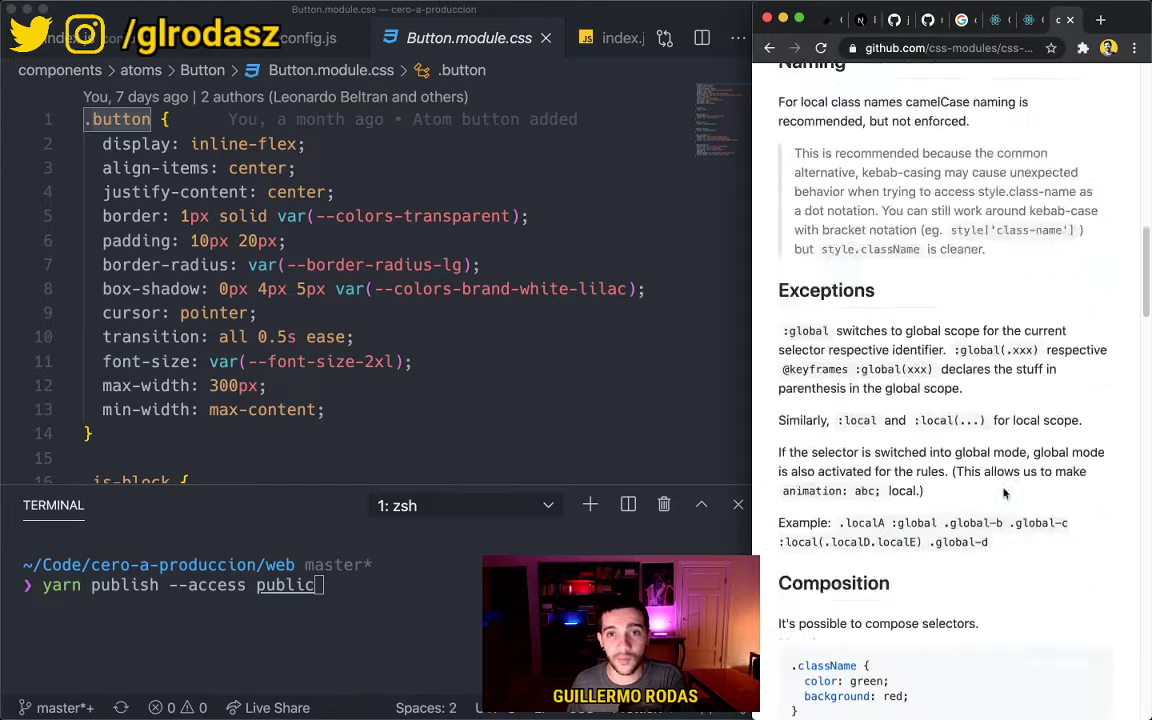 Button.module.css — cero-a-produccion
/glrodasz
config.js
Button.module.css
index.j
components > atoms > Button > Button.module.css > .button
You, 7 days ago | 2 authors (Leonardo Beltran and others)
1 .button { You, a month ago • Atom button added
2 display: inline-flex;
3 align-items: center;
4 justify-content: center;
5 border: 1px solid var(--colors-transparent);
6 padding: 10px 20px;
7 border-radius: var(--border-radius-lg);
8 box-shadow: 0px 4px 5px var(--colors-brand-white-lilac);
9 cursor: pointer;
10 transition: all 0.5s ease;
11 font-size: var(--font-size-2xl);
12 max-width: 300px;
13 min-width: max-content;
14 }
15
16 .is-block {
TERMINAL
1: zsh
~/Code/cero-a-produccion/web master*
❯ yarn publish --access public
GUILLERMO RODAS
master*+
0 0
Live Share
Spaces: 2
github.com/css-modules/css-...
Naming
For local class names camelCase naming is
recommended, but not enforced.
This is recommended because the common
alternative, kebab-casing may cause unexpected
behavior when trying to access style.class-name as
a dot notation. You can still work around kebab-case
with bracket notation (eg. style['class-name'] )
but style.className is cleaner.
Exceptions
:global switches to global scope for the current
selector respective identifier. :global(.xxx) respective
@keyframes :global(xxx) declares the stuff in
parenthesis in the global scope.
Similarly, :local and :local(...) for local scope.
If the selector is switched into global mode, global mode
is also activated for the rules. (This allows us to make
animation: abc; local.)
Example: .localA :global .global-b .global-c
:local(.localD.localE) .global-d
Composition
It's possible to compose selectors.
.className {
color: green;
background: red;
}